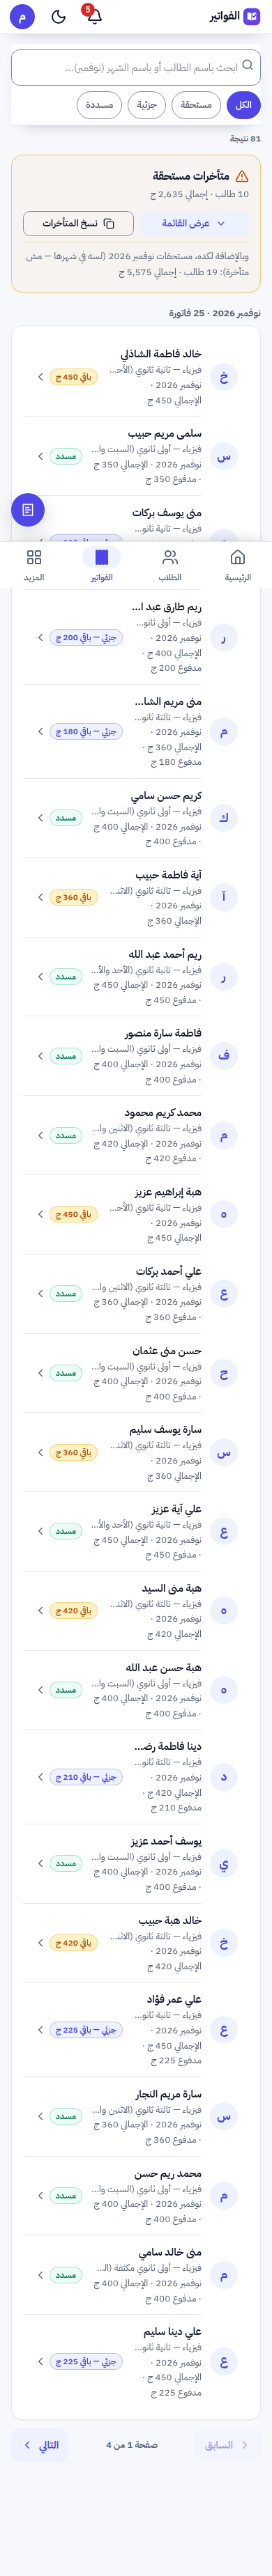 الفواتير
5
م
ابحث باسم الطالب أو باسم الشهر (نوفمبر)...
الكل
مستحقة
جزئية
مسددة
81 نتيجة
متأخرات مستحقة
10 طالب · إجمالي 2,635 ج
عرض القائمة
نسخ المتأخرات
وبالإضافة لكده، مستحقات نوفمبر 2026 (لسه في شهرها — مش
متأخرة): 19 طالب · إجمالي 5,575 ج
نوفمبر 2026 · 25 فاتورة
خ
خالد فاطمة الشاذلي
فيزياء — ثانية ثانوي (الأحد...
نوفمبر 2026 ·
الإجمالي 450 ج
باقي 450 ج
س
سلمى مريم حبيب
فيزياء — أولى ثانوي (السبت وا...
نوفمبر 2026 · الإجمالي 350 ج
· مدفوع 350 ج
مسدد
منى يوسف بركات
فيزياء — ثانية ثانوي...
الرئيسية
الطلاب
الفواتير
المزيد
ر
ريم طارق عبد ا...
فيزياء — أولى ثانو...
نوفمبر 2026 ·
الإجمالي 400 ج ·
مدفوع 200 ج
جزئي — باقي 200 ج
م
منى مريم الشا...
فيزياء — ثالثة ثانو...
نوفمبر 2026 ·
الإجمالي 360 ج ·
مدفوع 180 ج
جزئي — باقي 180 ج
ك
كريم حسن سامي
فيزياء — أولى ثانوي (السبت وا...
نوفمبر 2026 · الإجمالي 400 ج
· مدفوع 400 ج
مسدد
آ
آية فاطمة حبيب
فيزياء — ثالثة ثانوي (الاثن...
نوفمبر 2026 ·
الإجمالي 360 ج
باقي 360 ج
ر
ريم أحمد عبد الله
فيزياء — ثانية ثانوي (الأحد والأ...
نوفمبر 2026 · الإجمالي 450 ج
· مدفوع 450 ج
مسدد
ف
فاطمة سارة منصور
فيزياء — أولى ثانوي (السبت وا...
نوفمبر 2026 · الإجمالي 400 ج
· مدفوع 400 ج
مسدد
م
محمد كريم محمود
فيزياء — ثالثة ثانوي (الاثنين وا...
نوفمبر 2026 · الإجمالي 420 ج
· مدفوع 420 ج
مسدد
ه
هبة إبراهيم عزيز
فيزياء — ثانية ثانوي (الأحد...
نوفمبر 2026 ·
الإجمالي 450 ج
باقي 450 ج
ع
علي أحمد بركات
فيزياء — ثالثة ثانوي (الاثنين وا...
نوفمبر 2026 · الإجمالي 360 ج
· مدفوع 360 ج
مسدد
ح
حسن منى عثمان
فيزياء — أولى ثانوي (السبت وا...
نوفمبر 2026 · الإجمالي 400 ج
· مدفوع 400 ج
مسدد
س
سارة يوسف سليم
فيزياء — ثالثة ثانوي (الاثن...
نوفمبر 2026 ·
الإجمالي 360 ج
باقي 360 ج
ع
علي آية عزيز
فيزياء — ثانية ثانوي (الأحد والأ...
نوفمبر 2026 · الإجمالي 450 ج
· مدفوع 450 ج
مسدد
ه
هبة منى السيد
فيزياء — ثالثة ثانوي (الاثن...
نوفمبر 2026 ·
الإجمالي 420 ج
باقي 420 ج
ه
هبة حسن عبد الله
فيزياء — أولى ثانوي (السبت وا...
نوفمبر 2026 · الإجمالي 400 ج
· مدفوع 400 ج
مسدد
د
دينا فاطمة رض...
فيزياء — ثالثة ثانو...
نوفمبر 2026 ·
الإجمالي 420 ج ·
مدفوع 210 ج
جزئي — باقي 210 ج
ي
يوسف أحمد عزيز
فيزياء — أولى ثانوي (السبت وا...
نوفمبر 2026 · الإجمالي 400 ج
· مدفوع 400 ج
مسدد
خ
خالد هبة حبيب
فيزياء — ثالثة ثانوي (الاثن...
نوفمبر 2026 ·
الإجمالي 420 ج
باقي 420 ج
ع
علي عمر فؤاد
فيزياء — ثانية ثانو...
نوفمبر 2026 ·
الإجمالي 450 ج ·
مدفوع 225 ج
جزئي — باقي 225 ج
س
سارة مريم النجار
فيزياء — ثالثة ثانوي (الاثنين وا...
نوفمبر 2026 · الإجمالي 360 ج
· مدفوع 360 ج
مسدد
م
محمد ريم حسن
فيزياء — أولى ثانوي (السبت وا...
نوفمبر 2026 · الإجمالي 400 ج
· مدفوع 400 ج
مسدد
م
منى خالد سامي
فيزياء — أولى ثانوي مكثفة (ال...
نوفمبر 2026 · الإجمالي 400 ج
· مدفوع 400 ج
مسدد
ع
علي دينا سليم
فيزياء — ثانية ثانو...
نوفمبر 2026 ·
الإجمالي 450 ج ·
مدفوع 225 ج
جزئي — باقي 225 ج
السابق
صفحة 1 من 4
التالي